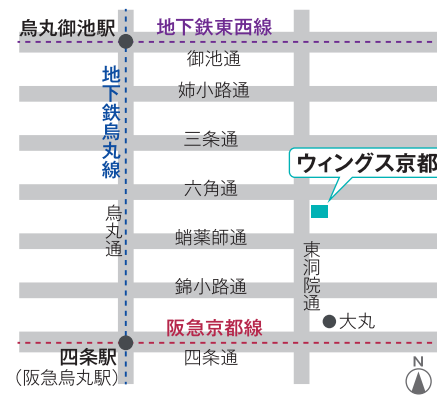 烏丸御池駅
地下鉄東西線
御池通
地下鉄烏丸線
姉小路通
三条通
ウィングス京都
六角通
烏丸通
蛸薬師通
東洞院通
錦小路通
大丸
阪急京都線
四条駅
(阪急烏丸駅)
四条通
N